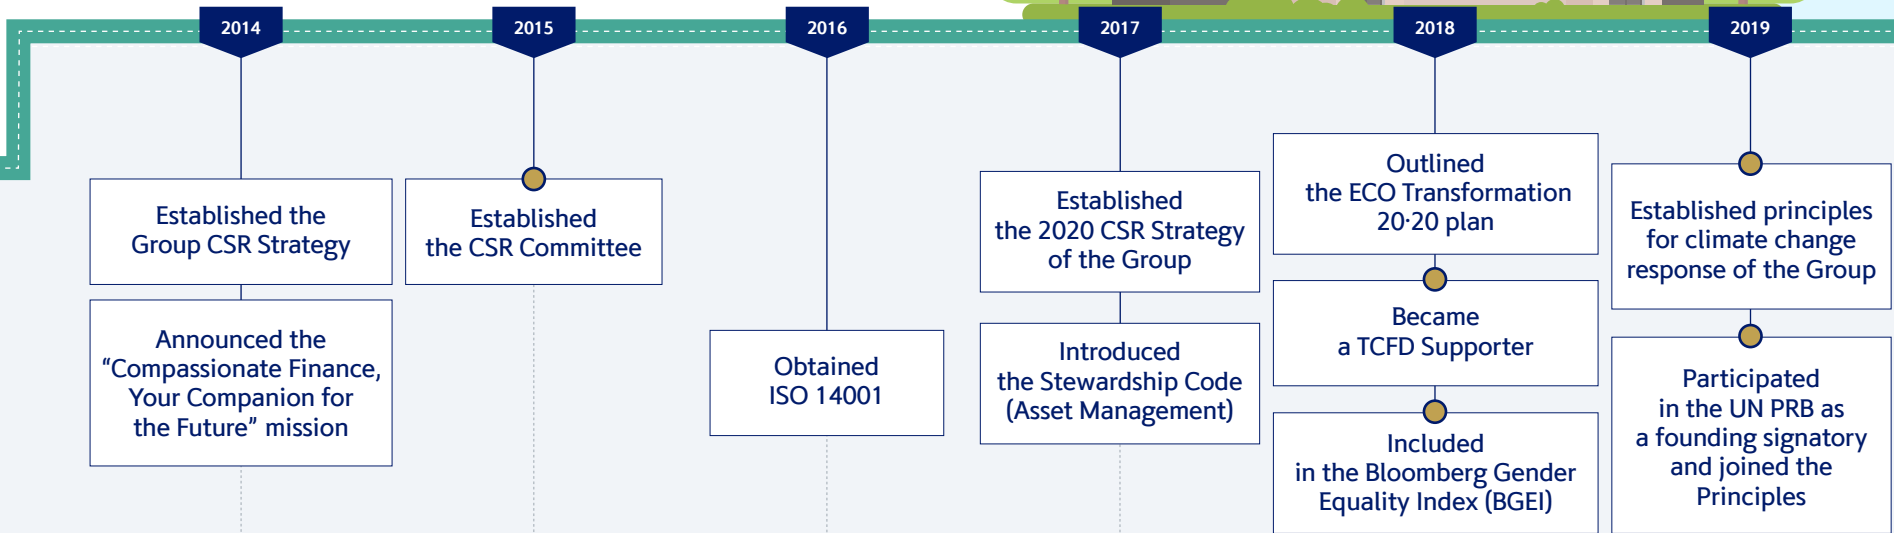 2014
Established the
Group CSR Strategy
Announced the
“Compassionate Finance,
Your Companion for
the Future” mission
2015
Established
the CSR Committee
2016
Obtained
ISO 14001
2017
Established
the 2020 CSR Strategy
of the Group
Introduced
the Stewardship Code
(Asset Management)
2018
Outlined
the ECO Transformation
20·20 plan
Became
a TCFD Supporter
Included
in the Bloomberg Gender
Equality Index (BGEI)
2019
Established principles
for climate change
response of the Group
Participated
in the UN PRB as
a founding signatory
and joined the
Principles